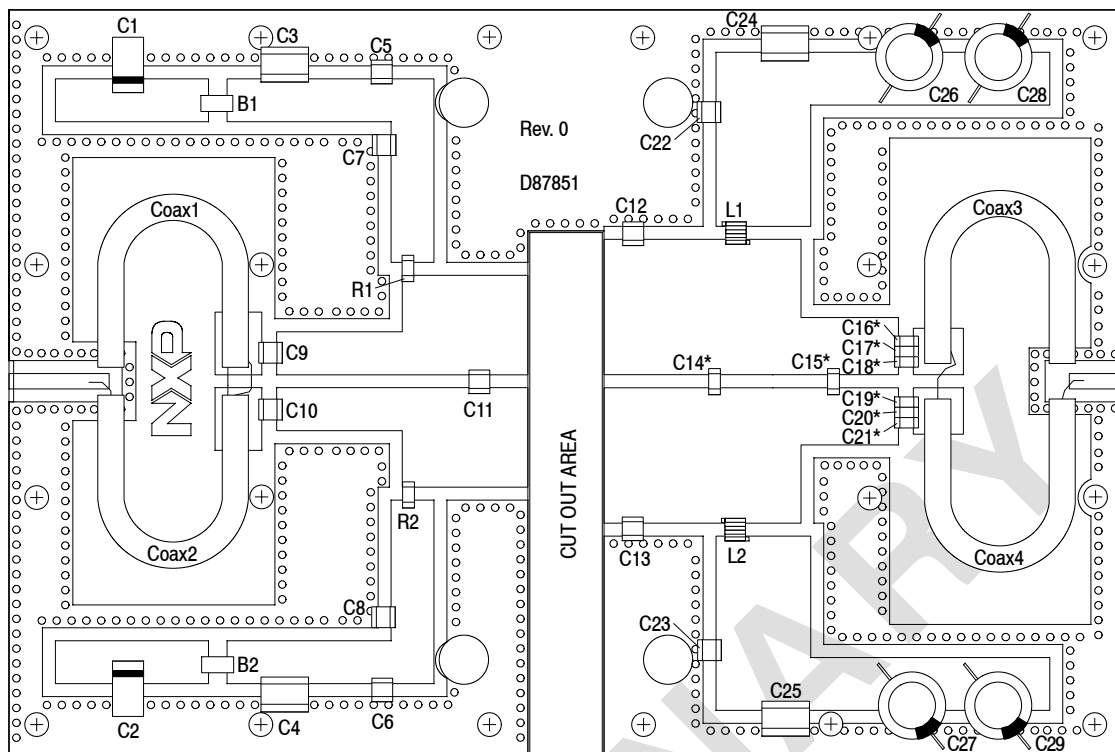 C1
C3
C5
B1
C7
Coax1
R1
NXP
C9
C10
C11
R2
Coax2
C8
B2
C2
C4
C6
Rev. 0
D87851
CUT OUT AREA
C24
C26
C28
C22
C12
L1
Coax3
C16*
C17*
C18*
C14*
C15*
C19*
C20*
C21*
C13
L2
Coax4
C23
C25
C27
C29